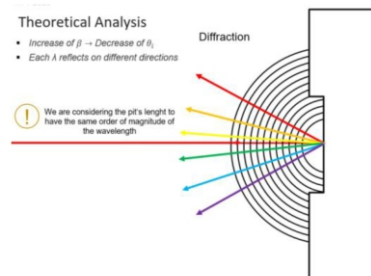 Theoretical Analysis
Diffraction
• Increase of β → Decrease of θᵢ
• Each λ reflects on different directions
! We are considering the pit's lenght to
have the same order of magnitude of
the wavelength